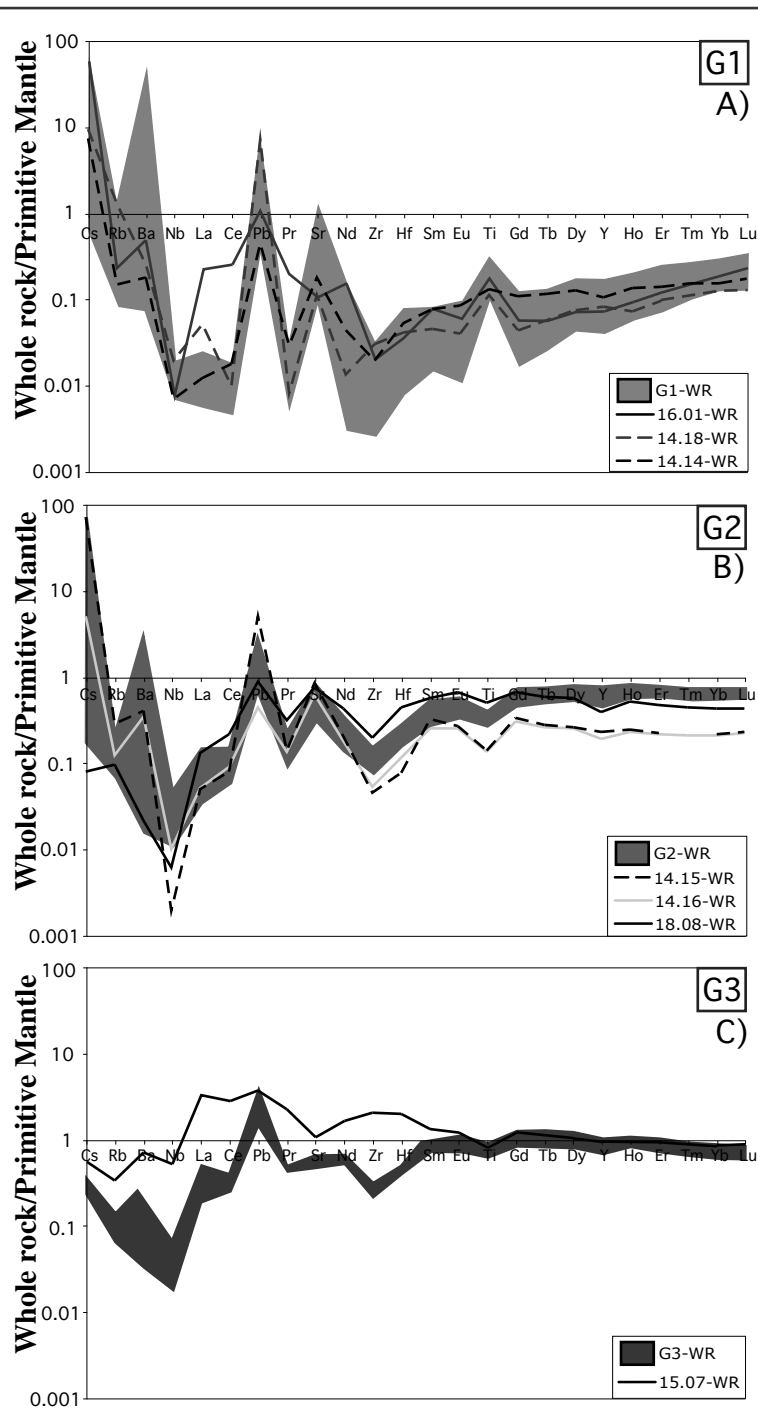 G1
A)
Whole rock/Primitive Mantle
100
10
1
0.1
0.01
0.001
Cs Rb Ba Nb La Ce Pb Pr Sr Nd Zr Hf Sm Eu Ti Gd Tb Dy Y Ho Er Tm Yb Lu
G1-WR
16.01-WR
14.18-WR
14.14-WR
G2
B)
Whole rock/Primitive Mantle
100
10
1
0.1
0.01
0.001
Cs Rb Ba Nb La Ce Pb Pr Sr Nd Zr Hf Sm Eu Ti Gd Tb Dy Y Ho Er Tm Yb Lu
G2-WR
14.15-WR
14.16-WR
18.08-WR
G3
C)
Whole rock/Primitive Mantle
100
10
1
0.1
0.01
0.001
Cs Rb Ba Nb La Ce Pb Pr Sr Nd Zr Hf Sm Eu Ti Gd Tb Dy Y Ho Er Tm Yb Lu
G3-WR
15.07-WR